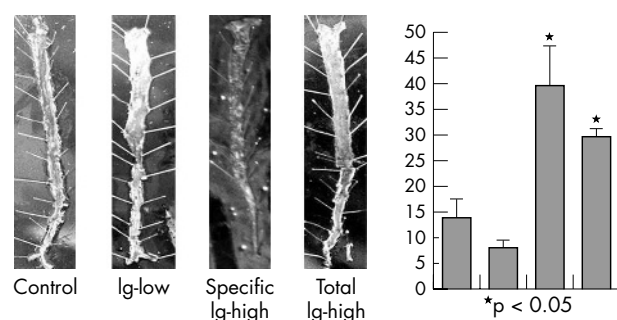 Control
Ig-low
Specific
Ig-high
Total
Ig-high
50
45
40
35
30
25
20
15
10
5
0
★
★
★p < 0.05